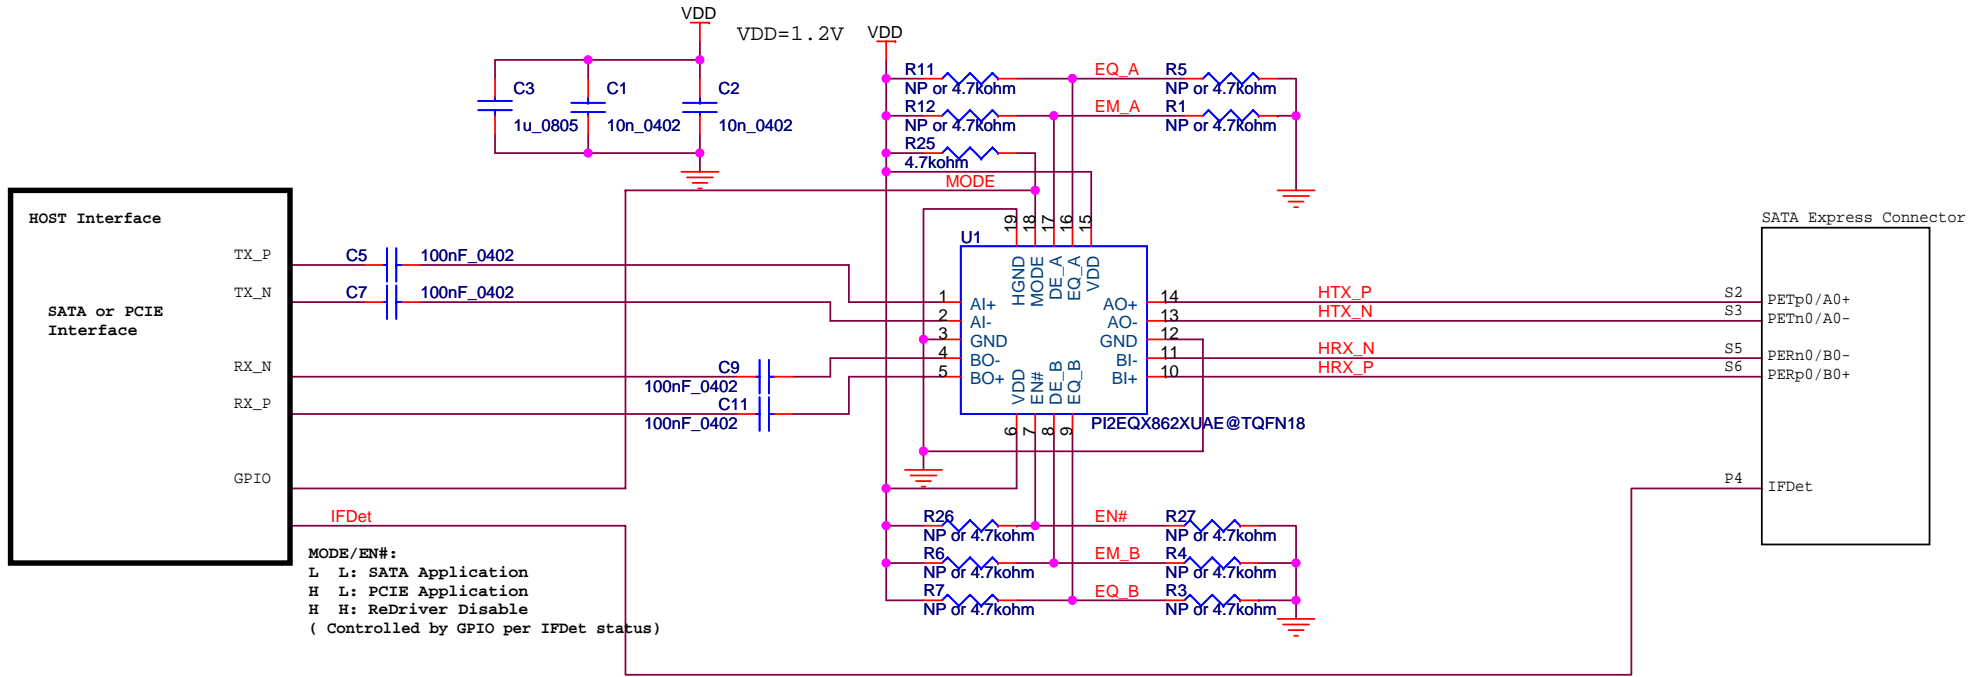 VDD
VDD=1.2V
VDD
C3
1u_0805
C1
10n_0402
C2
10n_0402
R11
NP or 4.7kohm
EQ_A
R5
NP or 4.7kohm
R12
NP or 4.7kohm
EM_A
R1
NP or 4.7kohm
R25
4.7kohm
MODE
HOST Interface
SATA or PCIE
Interface
TX_P
TX_N
RX_N
RX_P
GPIO
IFDet
C5
100nF_0402
C7
100nF_0402
C9
100nF_0402
C11
100nF_0402
U1
19
18
17
16
15
HGND
MODE
DE_A
EQ_A
VDD
1
AI+
2
AI-
3
GND
4
BO-
5
BO+
AO+
14
AO-
13
GND
12
BI-
11
BI+
10
VDD
EN#
DE_B
EQ_B
6
7
8
9
PI2EQX862XUAE@TQFN18
HTX_P
HTX_N
HRX_N
HRX_P
SATA Express Connector
S2
PETp0/A0+
S3
PETn0/A0-
S5
PERn0/B0-
S6
PERp0/B0+
P4
IFDet
R26
NP or 4.7kohm
EN#
R27
NP or 4.7kohm
R6
NP or 4.7kohm
EM_B
R4
NP or 4.7kohm
R7
NP or 4.7kohm
EQ_B
R3
NP or 4.7kohm
MODE/EN#:
L L: SATA Application
H L: PCIE Application
H H: ReDriver Disable
( Controlled by GPIO per IFDet status)